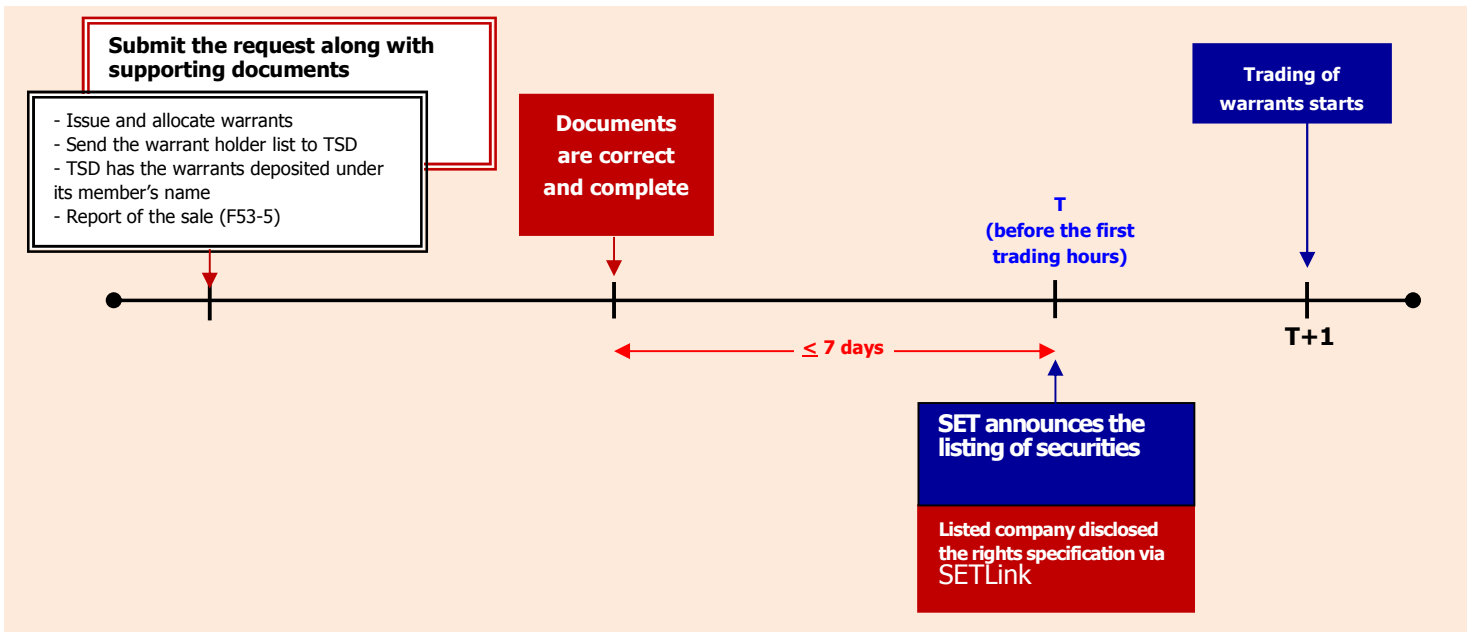 Submit the request along with
supporting documents
- Issue and allocate warrants
- Send the warrant holder list to TSD
- TSD has the warrants deposited under
its member’s name
- Report of the sale (F53-5)
Documents
are correct
and complete
Trading of
warrants starts
T
(before the first
trading hours)
T+1
≤ 7 days
SET announces the
listing of securities
Listed company disclosed
the rights specification via
SETLink